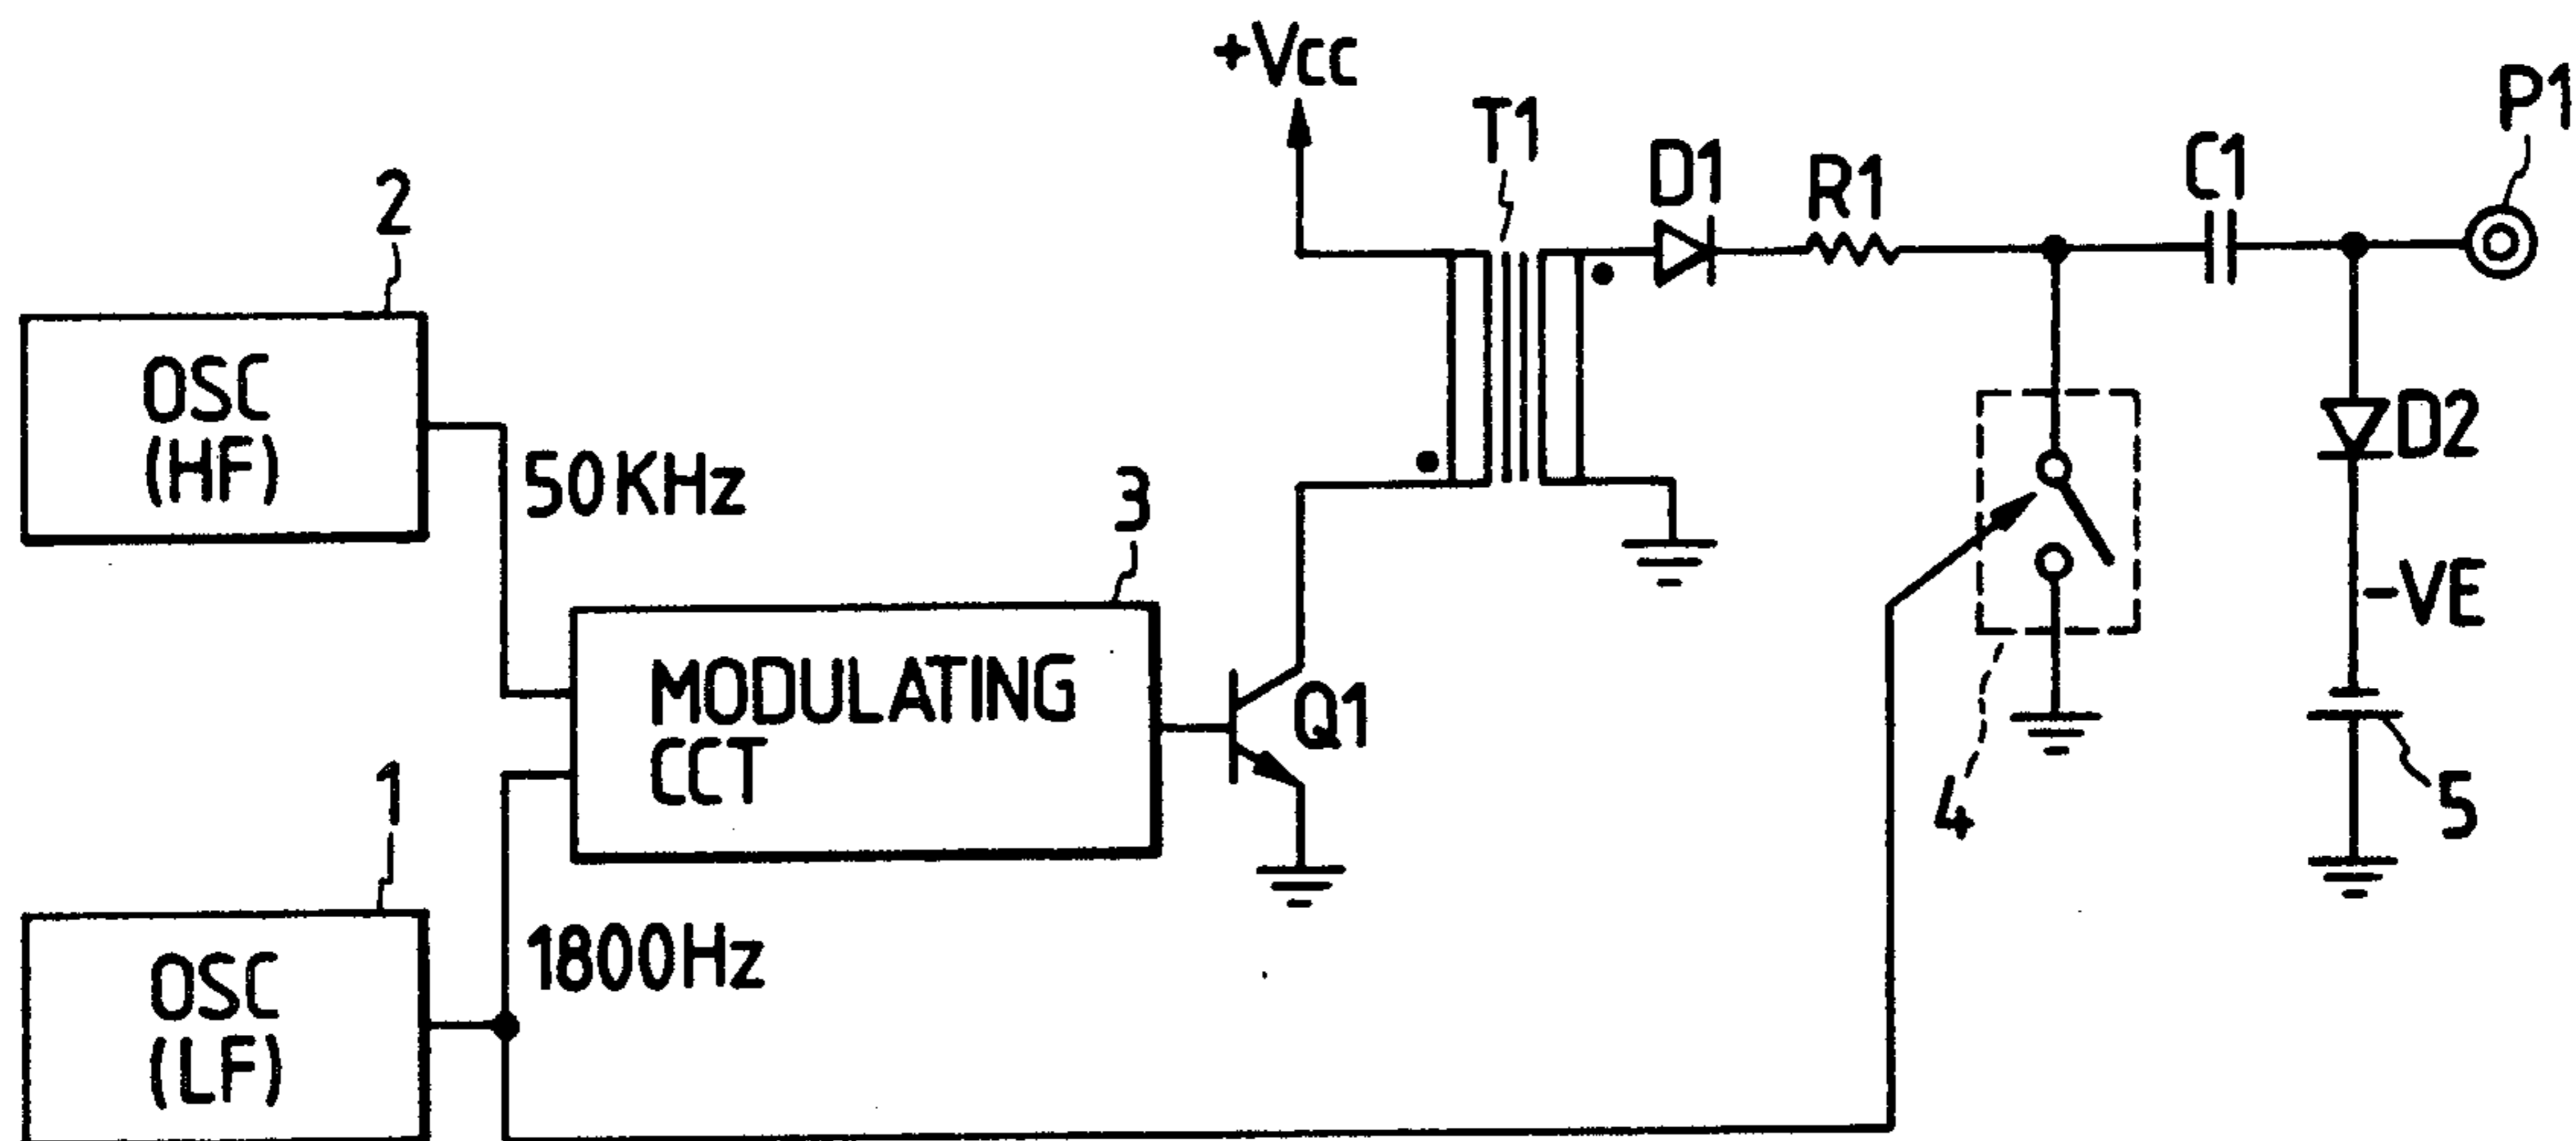 +VCC
P1
T1
D1
R1
C1
2
OSC
(HF)
50KHz
D2
3
-VE
MODULATING
CCT
Q1
1
4
5
1800Hz
OSC
(LF)